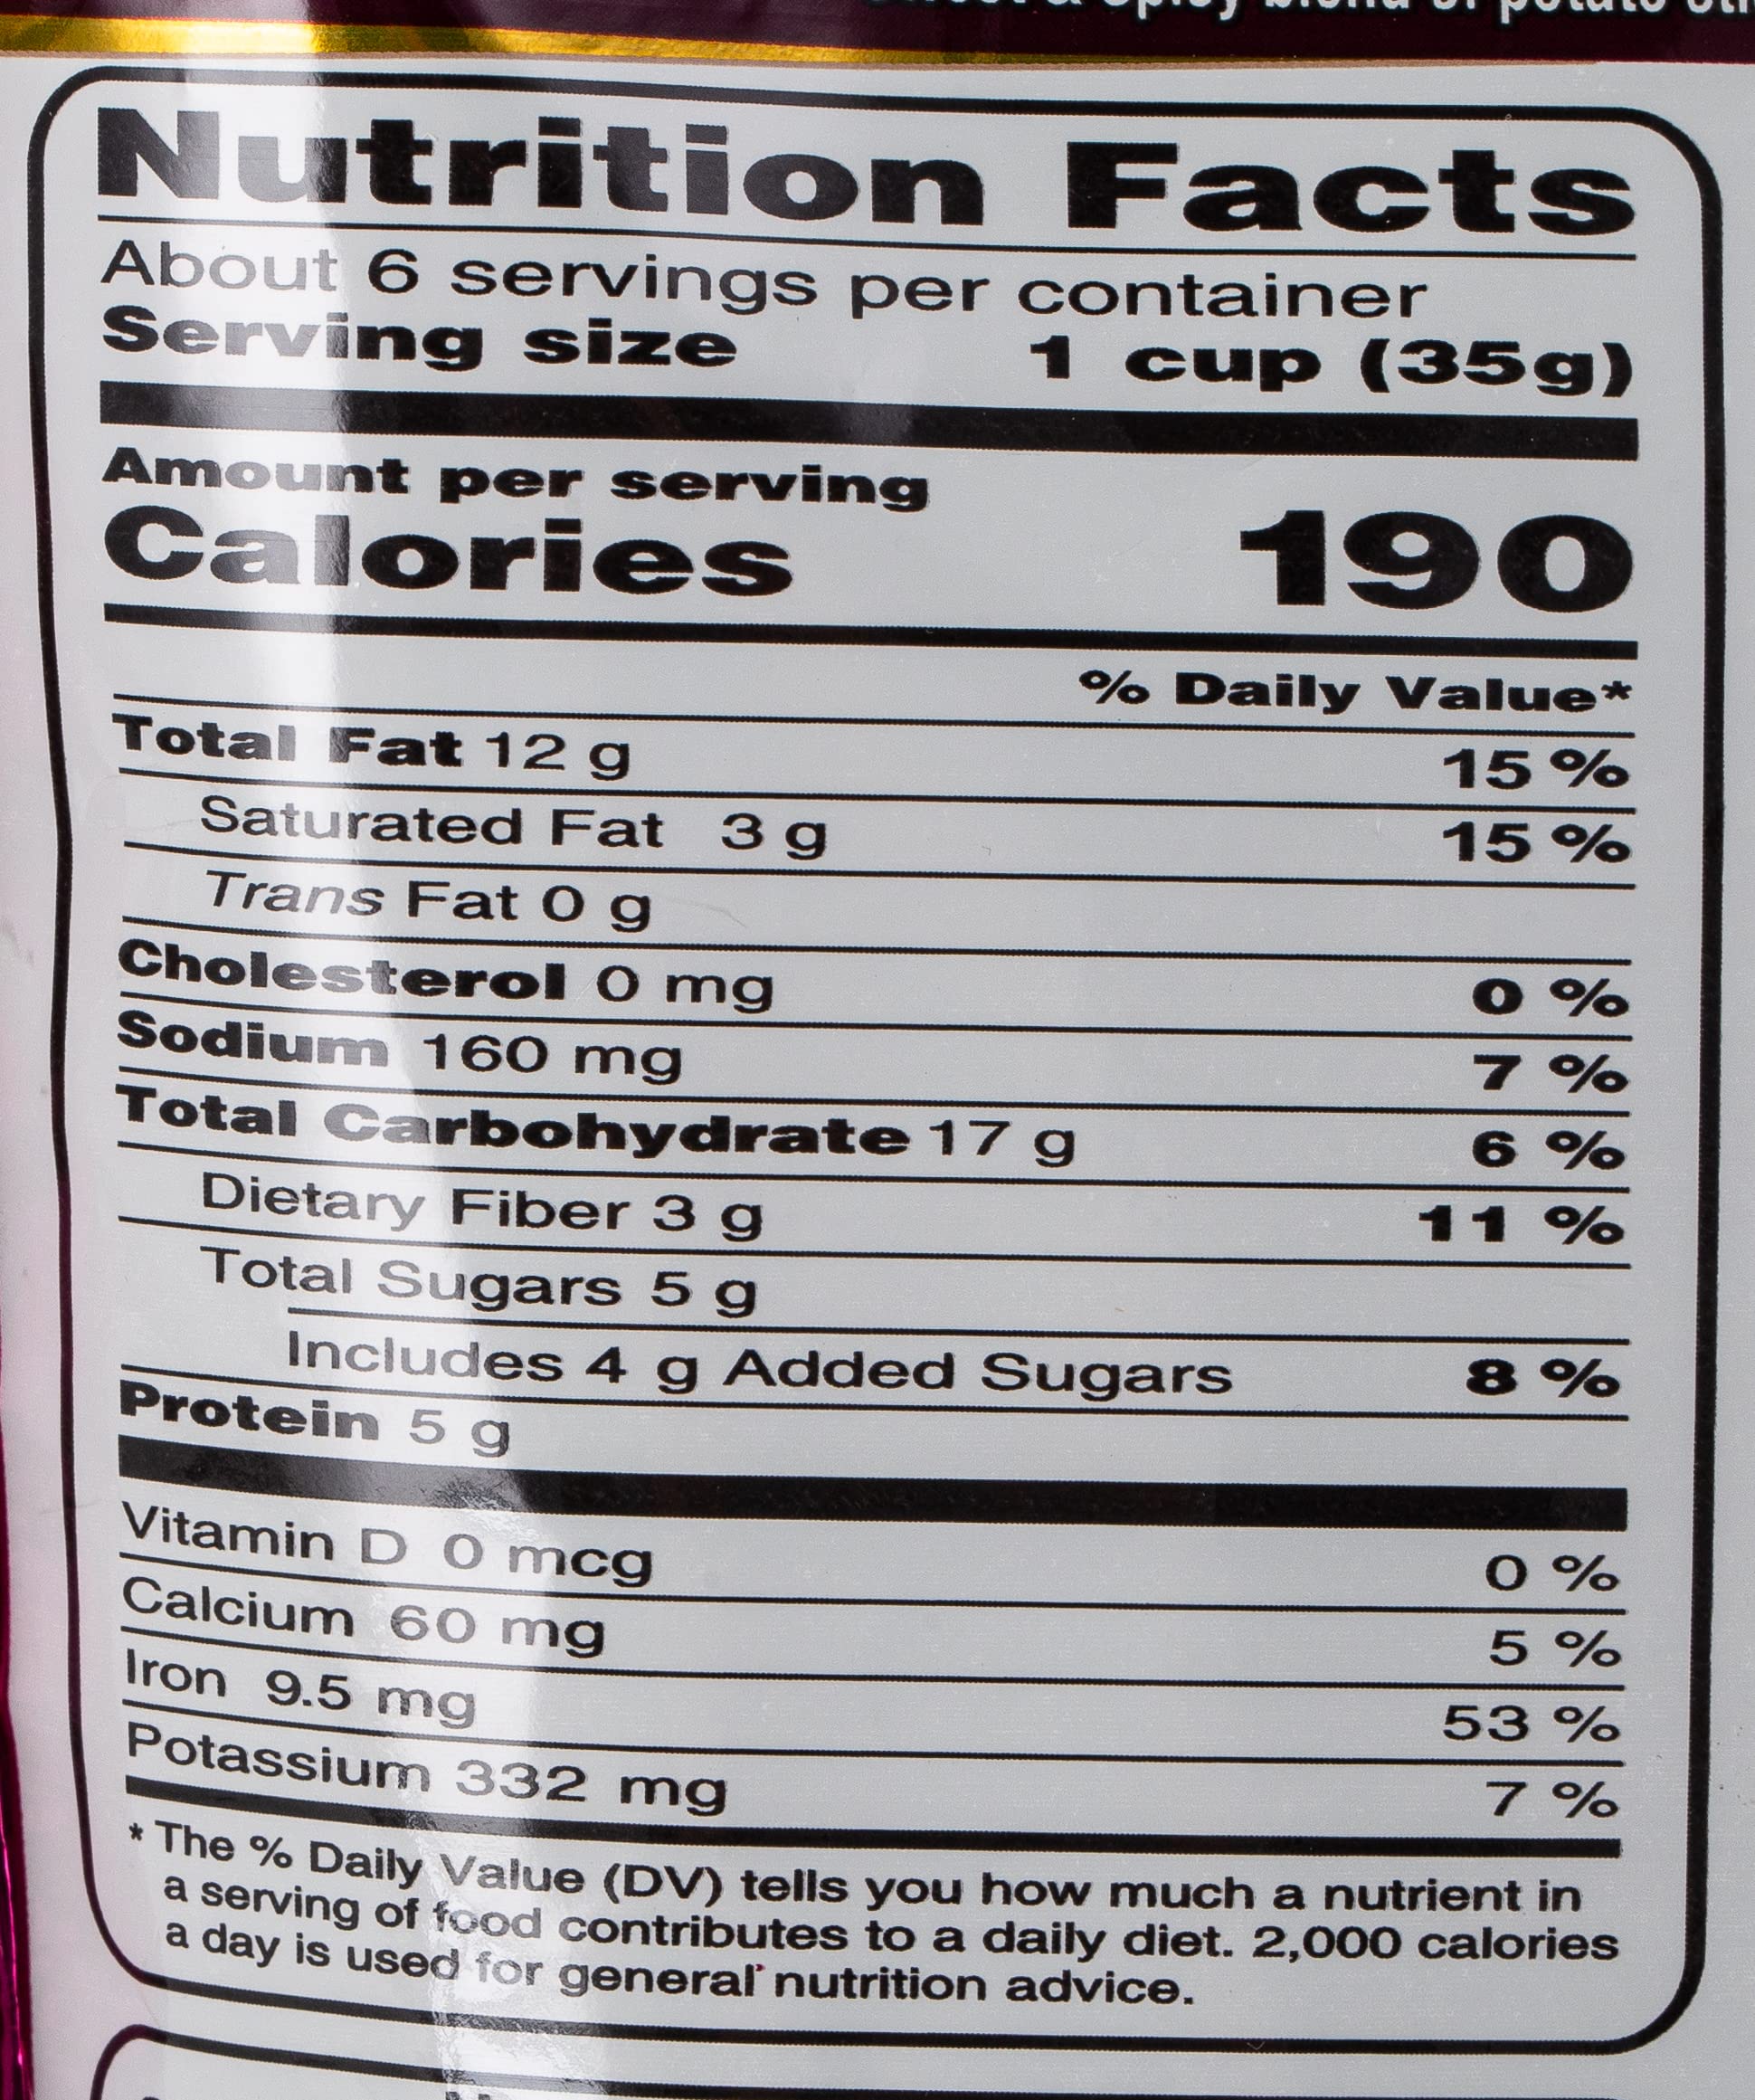 & spicy blend of potato
Nutrition Facts
About 6 servings per container
Serving size 1 cup (35g)
Amount per serving
Calories 190
% Daily Value*
Total Fat 12 g 15 %
Saturated Fat 3 g 15 %
Trans Fat 0 g
Cholesterol 0 mg 0 %
Sodium 160 mg 7 %
Total Carbohydrate 17 g 6 %
Dietary Fiber 3 g 11 %
Total Sugars 5 g
Includes 4 g Added Sugars 8 %
Protein 5 g
Vitamin D 0 mcg 0 %
Calcium 60 mg 5 %
Iron 9.5 mg 53 %
Potassium 332 mg 7 %
* The % Daily Value (DV) tells you how much a nutrient in
a serving of food contributes to a daily diet. 2,000 calories
a day is used for general nutrition advice.